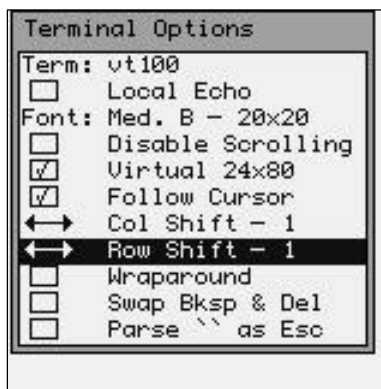 Terminal Options
Term: vt100
Local Echo
Font: Med. B - 20x20
Disable Scrolling
Virtual 24x80
Follow Cursor
Col Shift - 1
Row Shift - 1
Wraparound
Swap Bksp & Del
Parse `` as Esc